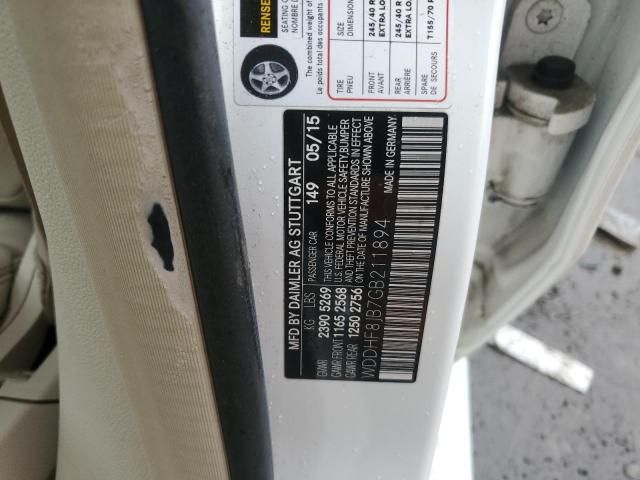 RENSE
SEATING
NOMBRE D
The combined weight of
Le poids total des occupants
TIRE SIZE
PNEU DIMENSION
FRONT 245/40 R
AVANT EXTRA LO
REAR 245/40 R
ARRIÈRE EXTRA LO
SPARE T155/70 R
DE SECOURS
MFD BY DAIMLER AG STUTTGART
KG LBS PASSENGER CAR 149 05/15
GVWR 2390 5269 THIS VEHICLE CONFORMS TO ALL APPLICABLE
GAWR FRONT 1165 2568 U.S. FEDERAL MOTOR VEHICLE SAFETY,BUMPER
GAWR REAR 1250 2756 AND THEFT PREVENTION STANDARDS IN EFFECT
ON THE DATE OF MANUFACTURE SHOWN ABOVE
WDDHF8JB7GB211894 MADE IN GERMANY